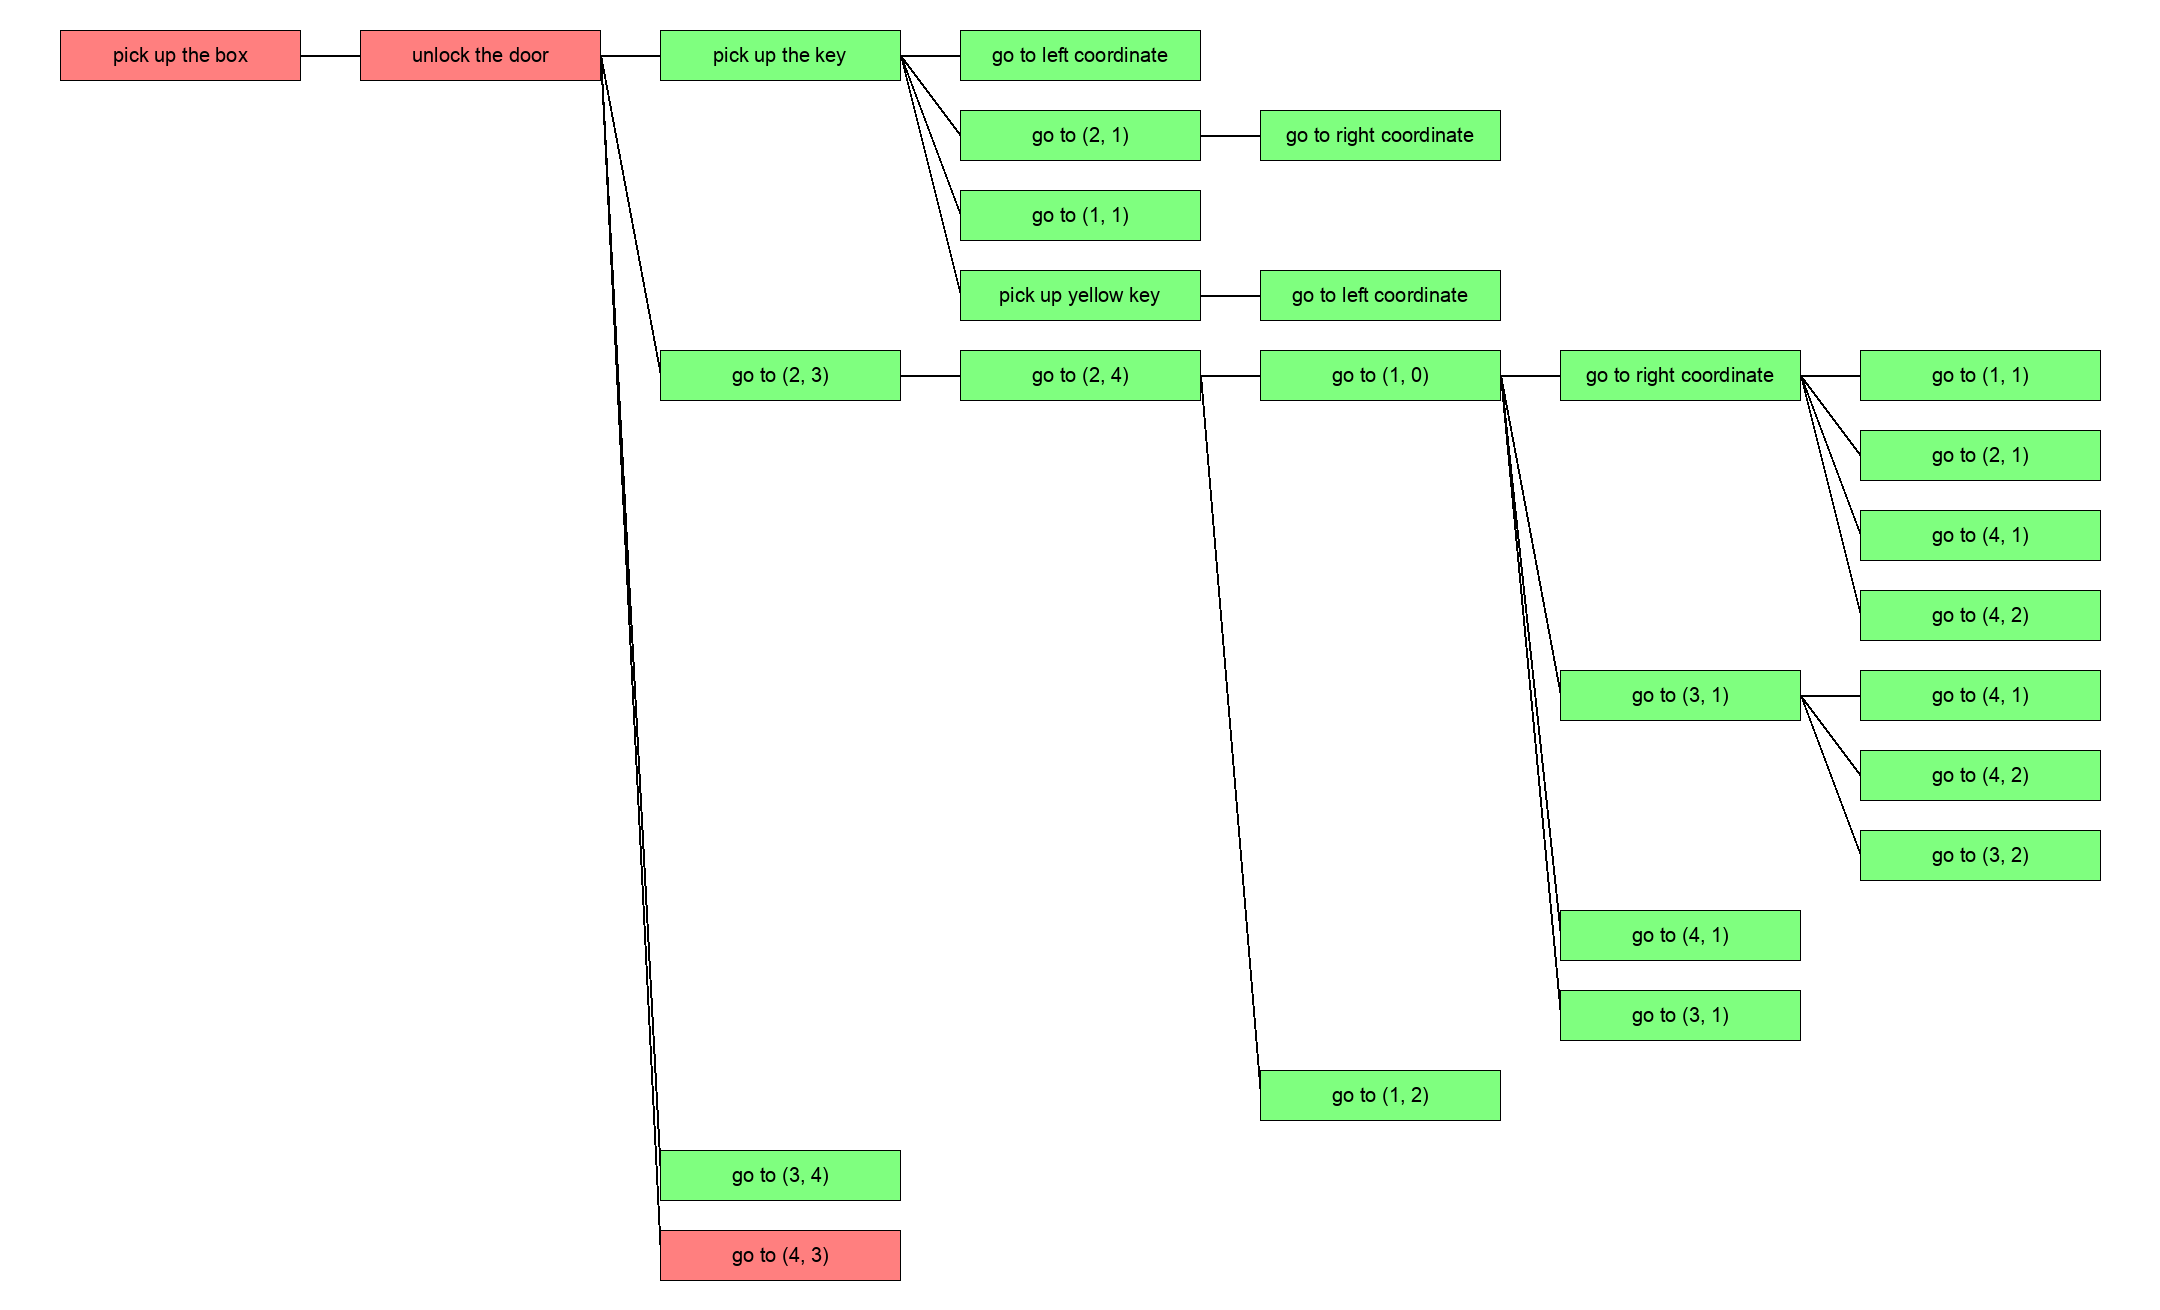 pick up the box
unlock the door
pick up the key
go to left coordinate
go to (2, 1)
go to right coordinate
go to (1, 1)
pick up yellow key
go to left coordinate
go to (2, 3)
go to (2, 4)
go to (1, 0)
go to right coordinate
go to (1, 1)
go to (2, 1)
go to (4, 1)
go to (4, 2)
go to (3, 1)
go to (4, 1)
go to (4, 2)
go to (3, 2)
go to (4, 1)
go to (3, 1)
go to (1, 2)
go to (3, 4)
go to (4, 3)